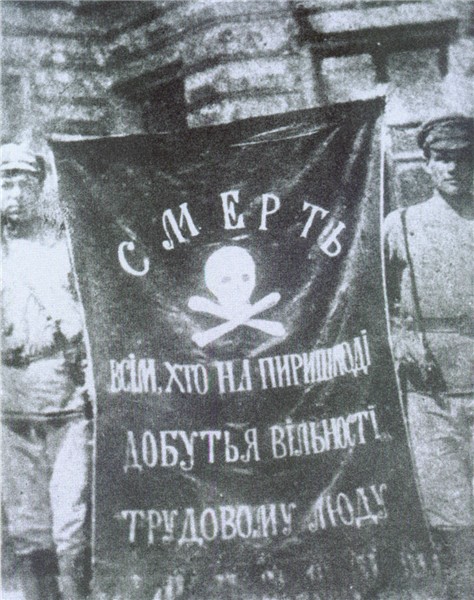 СМЕРТЬ
ВСІМ, ХТО НА ПИРИШКОДІ
ДОБУТЬЯ ВІЛЬНОСТІ
ТРУДОВОМУ ЛЮДУ